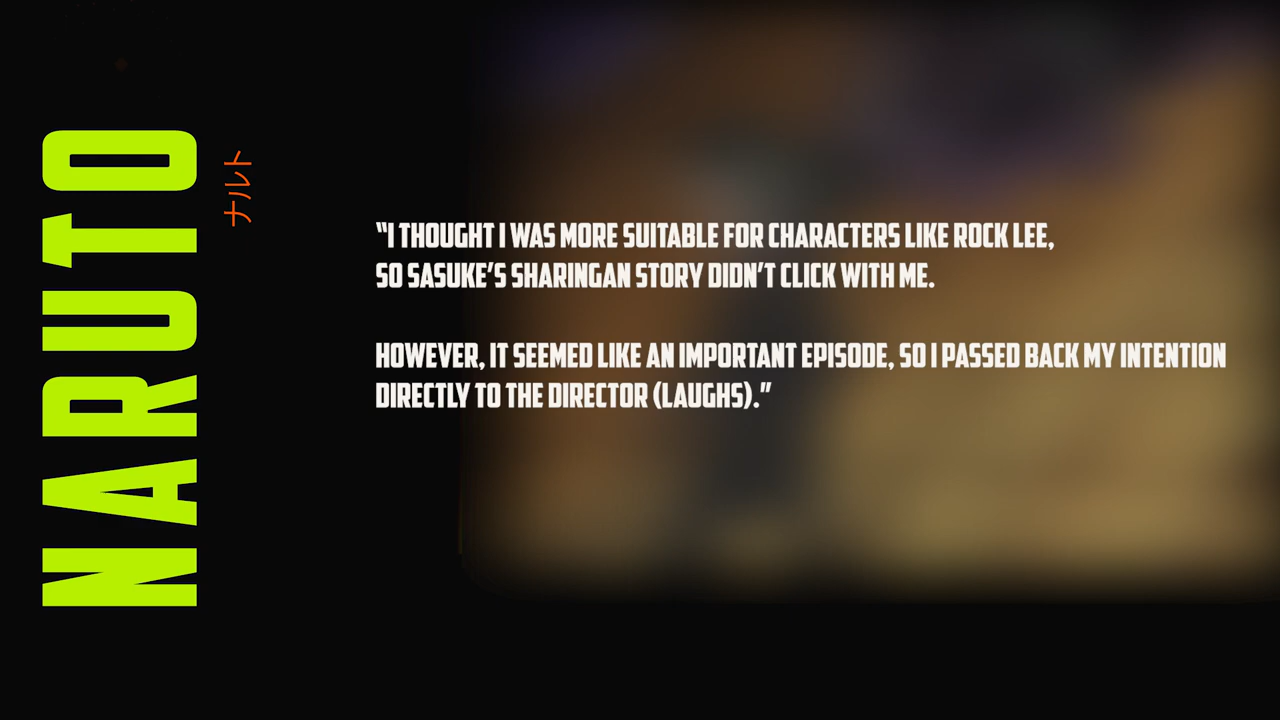 NARUTO
ナルト
“I THOUGHT I WAS MORE SUITABLE FOR CHARACTERS LIKE ROCK LEE,
SO SASUKE’S SHARINGAN STORY DIDN’T CLICK WITH ME.
HOWEVER, IT SEEMED LIKE AN IMPORTANT EPISODE, SO I PASSED BACK MY INTENTION
DIRECTLY TO THE DIRECTOR (LAUGHS).”